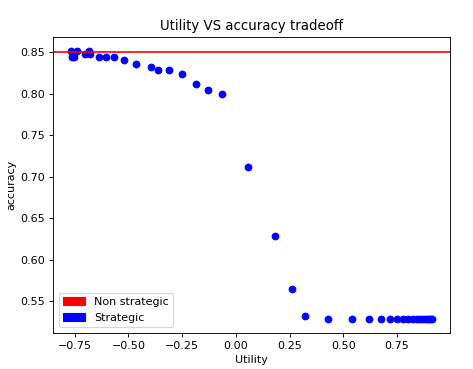 Utility VS accuracy tradeoff
0.85
0.80
0.75
0.70
0.65
0.60
0.55
accuracy
Non strategic
Strategic
−0.75 −0.50 −0.25 0.00 0.25 0.50 0.75
Utility